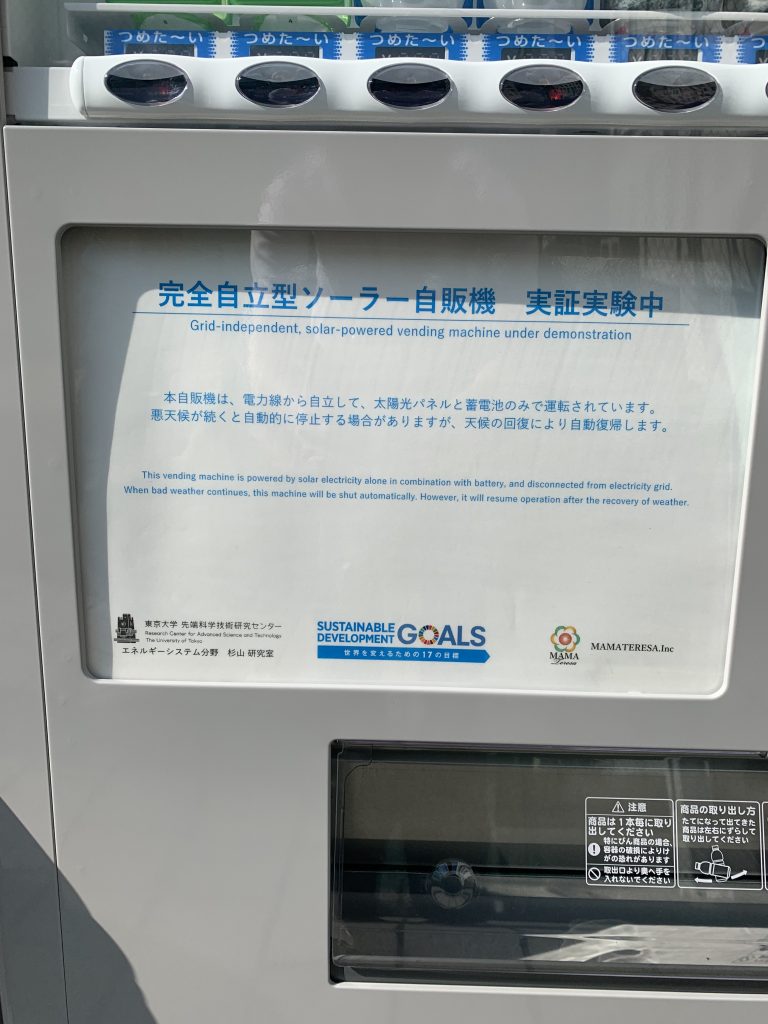 つめた〜い
つめた〜い
つめた〜い
つめた〜い
つめた〜い
完全自立型ソーラー自販機　実証実験中
Grid-independent, solar-powered vending machine under demonstration
本自販機は、電力線から自立して、太陽光パネルと蓄電池のみで運転されています。
悪天候が続くと自動的に停止する場合がありますが、天候の回復により自動復帰します。
This vending machine is powered by solar electricity alone in combination with battery, and disconnected from electricity grid.
When bad weather continues, this machine will be shut automatically. However, it will resume operation after the recovery of weather.
東京大学 先端科学技術研究センター
Research Center for Advanced Science and Technology
The University of Tokyo
エネルギーシステム分野　杉山 研究室
SUSTAINABLE
DEVELOPMENT GOALS
世界を変えるための17の目標
MAMA
Teresa
MAMATERESA.Inc
注意
商品は1本毎に取り
出してください
特にびん商品の場合、
容器の破損によりけ
がの恐れがあります
取出口より奥へ手を
入れないでください
商品の取り出し方
たてになって出てきた
商品は左右にずらして
取り出してください